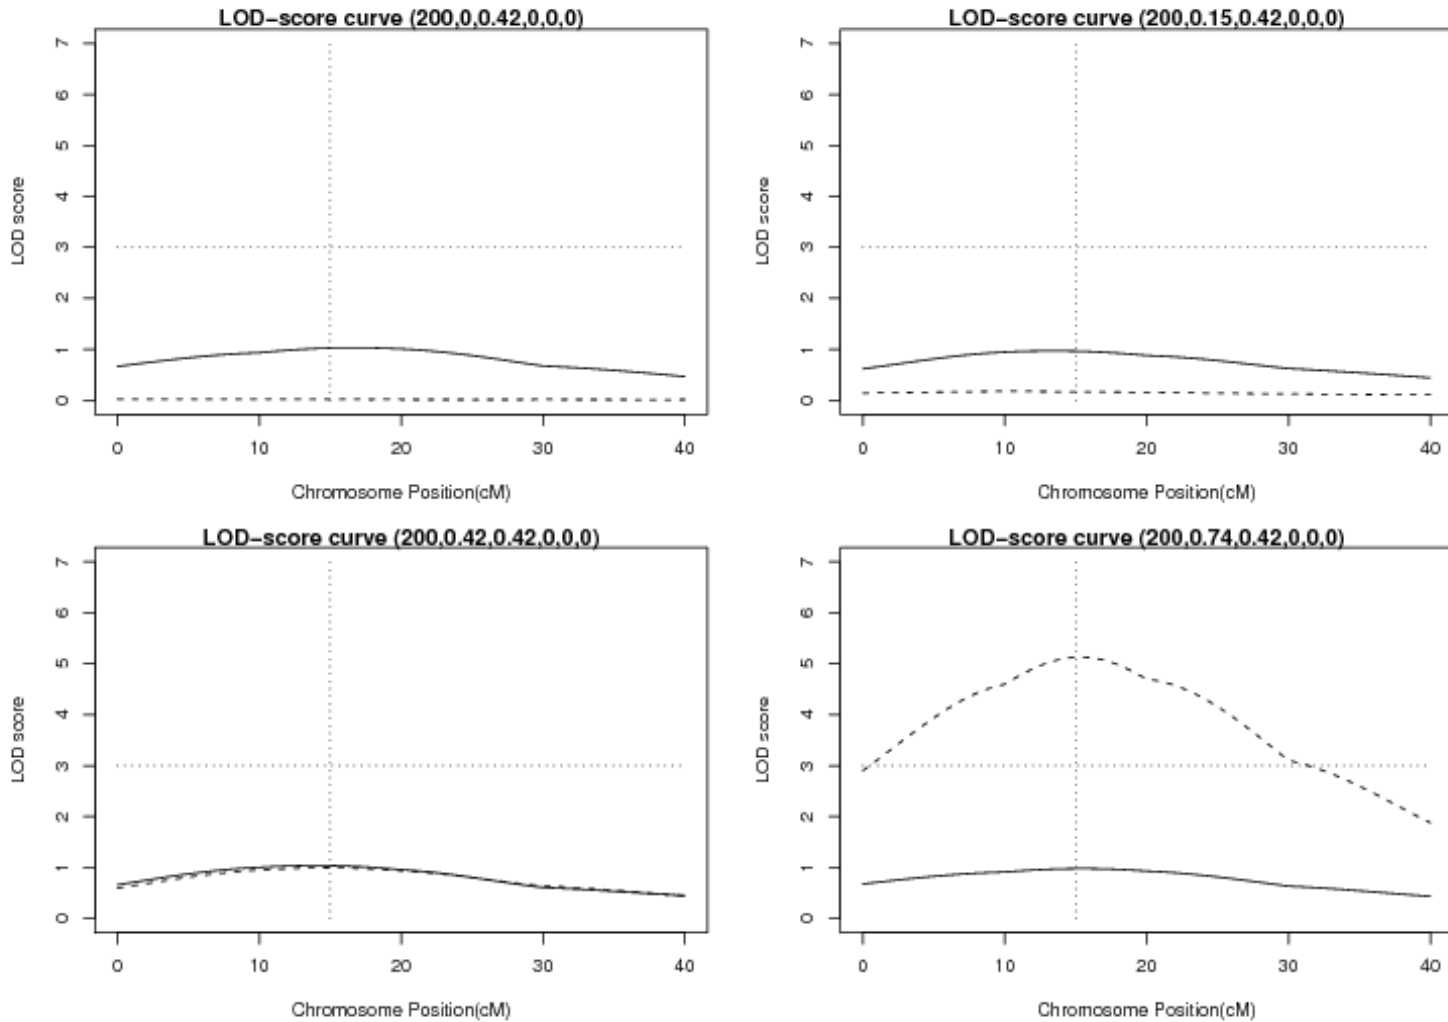 LOD−score curve (200,0,0.42,0,0,0)
LOD score
7
6
5
4
3
2
1
0
0 10 20 30 40
Chromosome Position(cM)
LOD−score curve (200,0.15,0.42,0,0,0)
LOD score
7
6
5
4
3
2
1
0
0 10 20 30 40
Chromosome Position(cM)
LOD−score curve (200,0.42,0.42,0,0,0)
LOD score
7
6
5
4
3
2
1
0
0 10 20 30 40
Chromosome Position(cM)
LOD−score curve (200,0.74,0.42,0,0,0)
LOD score
7
6
5
4
3
2
1
0
0 10 20 30 40
Chromosome Position(cM)